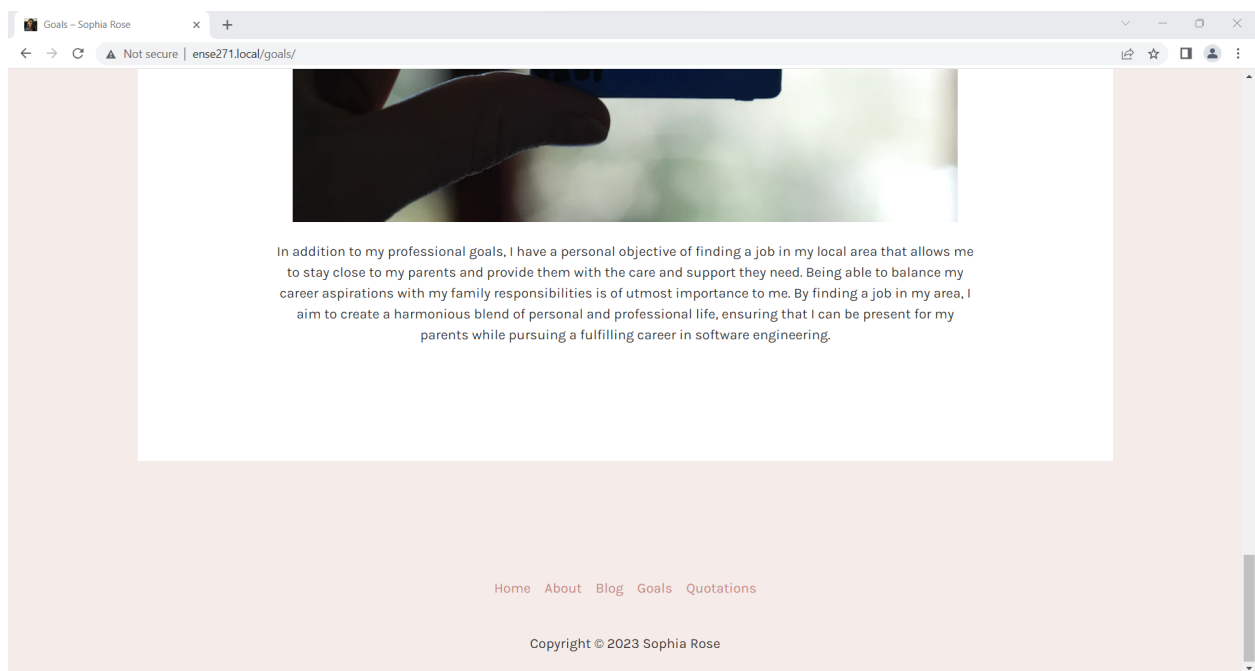 Goals – Sophia Rose
Not secure
ense271.local/goals/
In addition to my professional goals, I have a personal objective of finding a job in my local area that allows me
to stay close to my parents and provide them with the care and support they need. Being able to balance my
career aspirations with my family responsibilities is of utmost importance to me. By finding a job in my area, I
aim to create a harmonious blend of personal and professional life, ensuring that I can be present for my
parents while pursuing a fulfilling career in software engineering.
Home About Blog Goals Quotations
Copyright © 2023 Sophia Rose